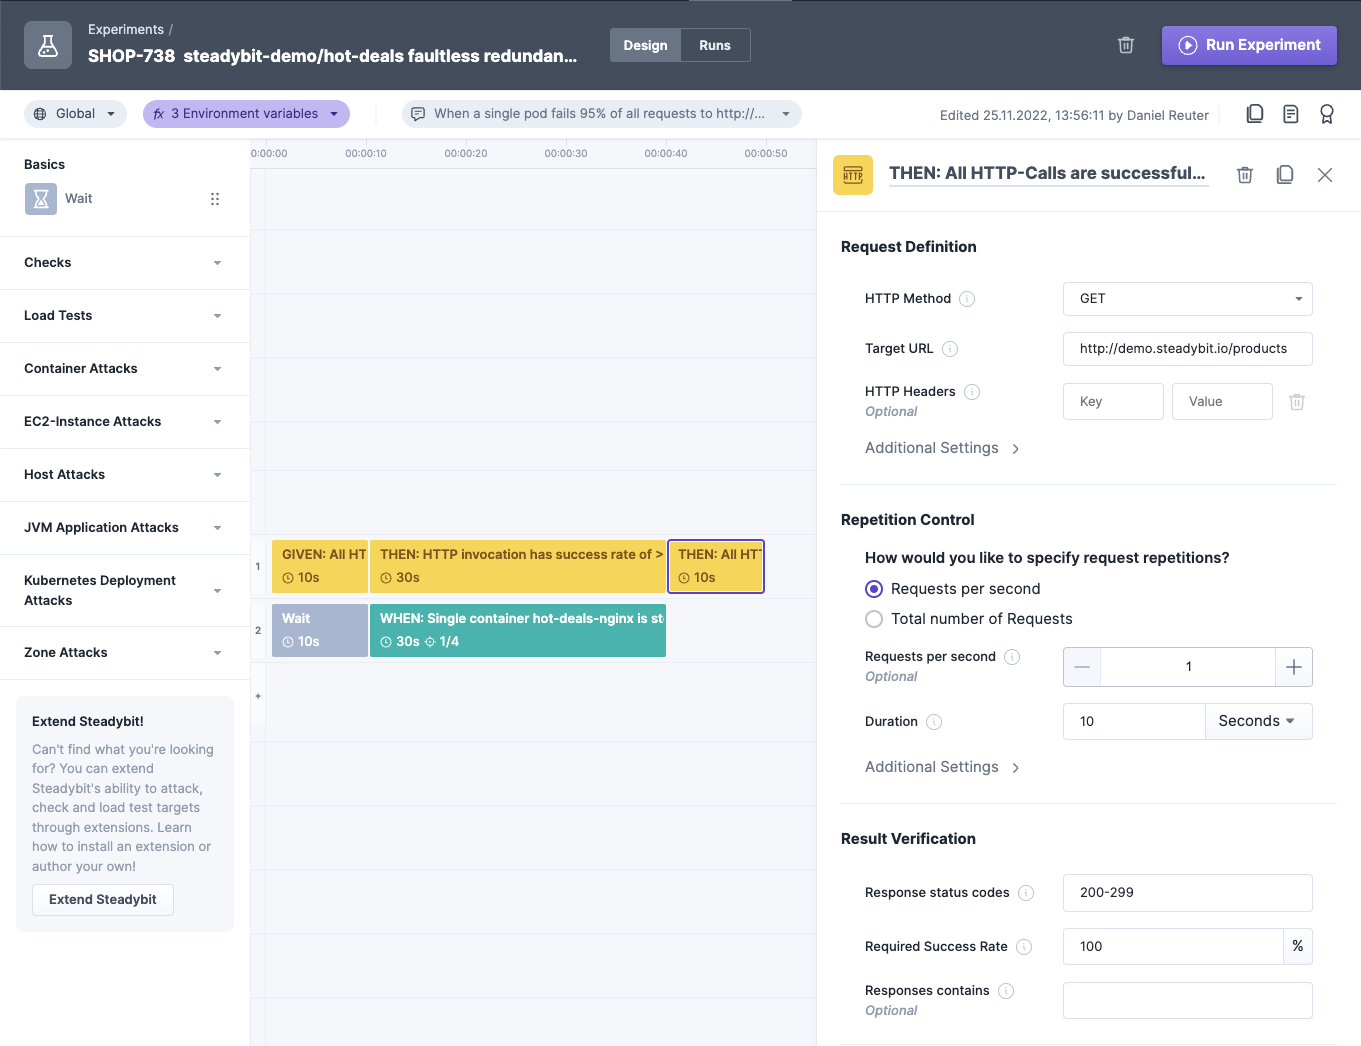 Experiments /
SHOP-738 steadybit-demo/hot-deals faultless redundan...
Design
Runs
Run Experiment
Global
fx 3 Environment variables
When a single pod fails 95% of all requests to http://...
Edited 25.11.2022, 13:56:11 by Daniel Reuter
Basics
Wait
Checks
Load Tests
Container Attacks
EC2-Instance Attacks
Host Attacks
JVM Application Attacks
Kubernetes Deployment
Attacks
Zone Attacks
Extend Steadybit!
Can't find what you're looking
for? You can extend
Steadybit's ability to attack,
check and load test targets
through extensions. Learn
how to install an extension or
author your own!
Extend Steadybit
0:00:00
00:00:10
00:00:20
00:00:30
00:00:40
00:00:50
1
GIVEN: All HT
10s
THEN: HTTP invocation has success rate of >
30s
THEN: All HT
10s
2
Wait
10s
WHEN: Single container hot-deals-nginx is st
30s 1/4
+
HTTP
THEN: All HTTP-Calls are successful...
Request Definition
HTTP Method
GET
Target URL
http://demo.steadybit.io/products
HTTP Headers
Optional
Key
Value
Additional Settings
Repetition Control
How would you like to specify request repetitions?
Requests per second
Total number of Requests
Requests per second
Optional
1
Duration
10
Seconds
Additional Settings
Result Verification
Response status codes
200-299
Required Success Rate
100
%
Responses contains
Optional